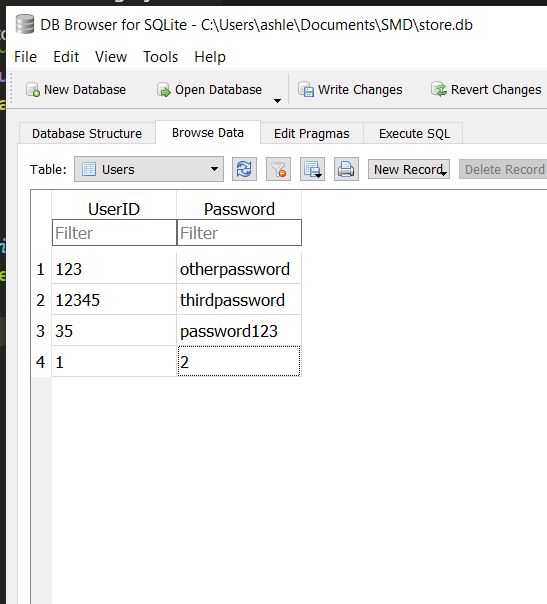 DB Browser for SQLite - C:\Users\ashle\Documents\SMD\store.db
File Edit View Tools Help
New Database Open Database Write Changes Revert Changes
Database Structure Browse Data Edit Pragmas Execute SQL
Table: Users New Record Delete Record
UserID Password
Filter Filter
1 123 otherpassword
2 12345 thirdpassword
3 35 password123
4 1 2